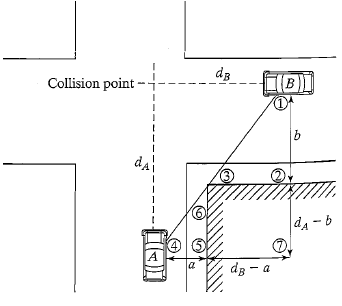 d_B
Collision point
B
①
b
d_A
③
②
⑥
d_A – b
④
⑤
⑦
A
a
d_B – a